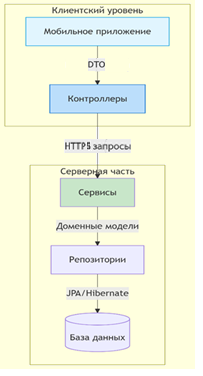 Клиентский уровень
Мобильное приложение
DTO
Контроллеры
HTTPS запросы
Серверная часть
Сервисы
Доменные модели
Репозитории
JPA/Hibernate
База данных